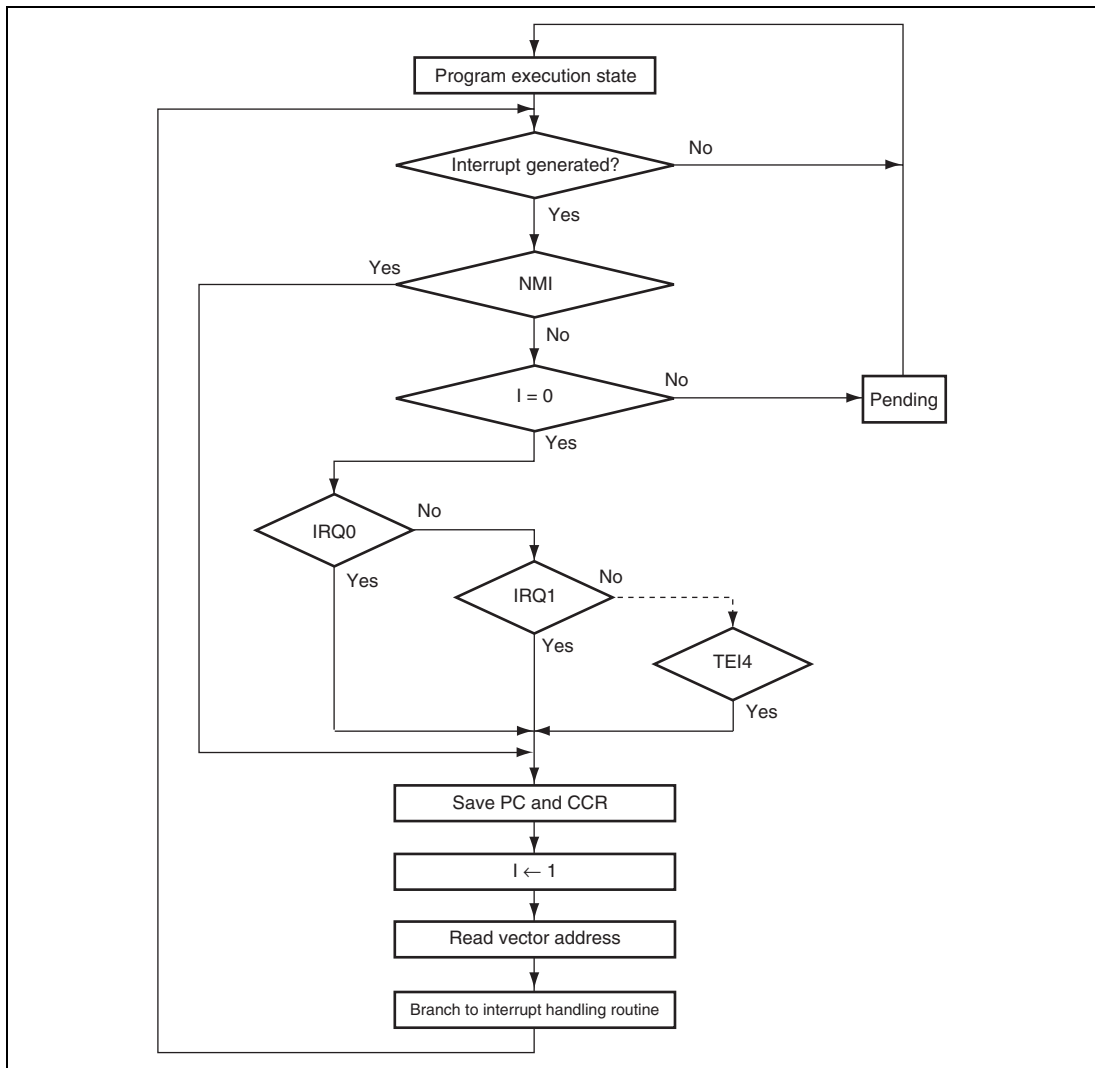 Program execution state
Interrupt generated?
No
Yes
Yes
NMI
No
I = 0
No
Pending
Yes
IRQ0
No
Yes
IRQ1
No
Yes
TEI4
Yes
Save PC and CCR
I ← 1
Read vector address
Branch to interrupt handling routine